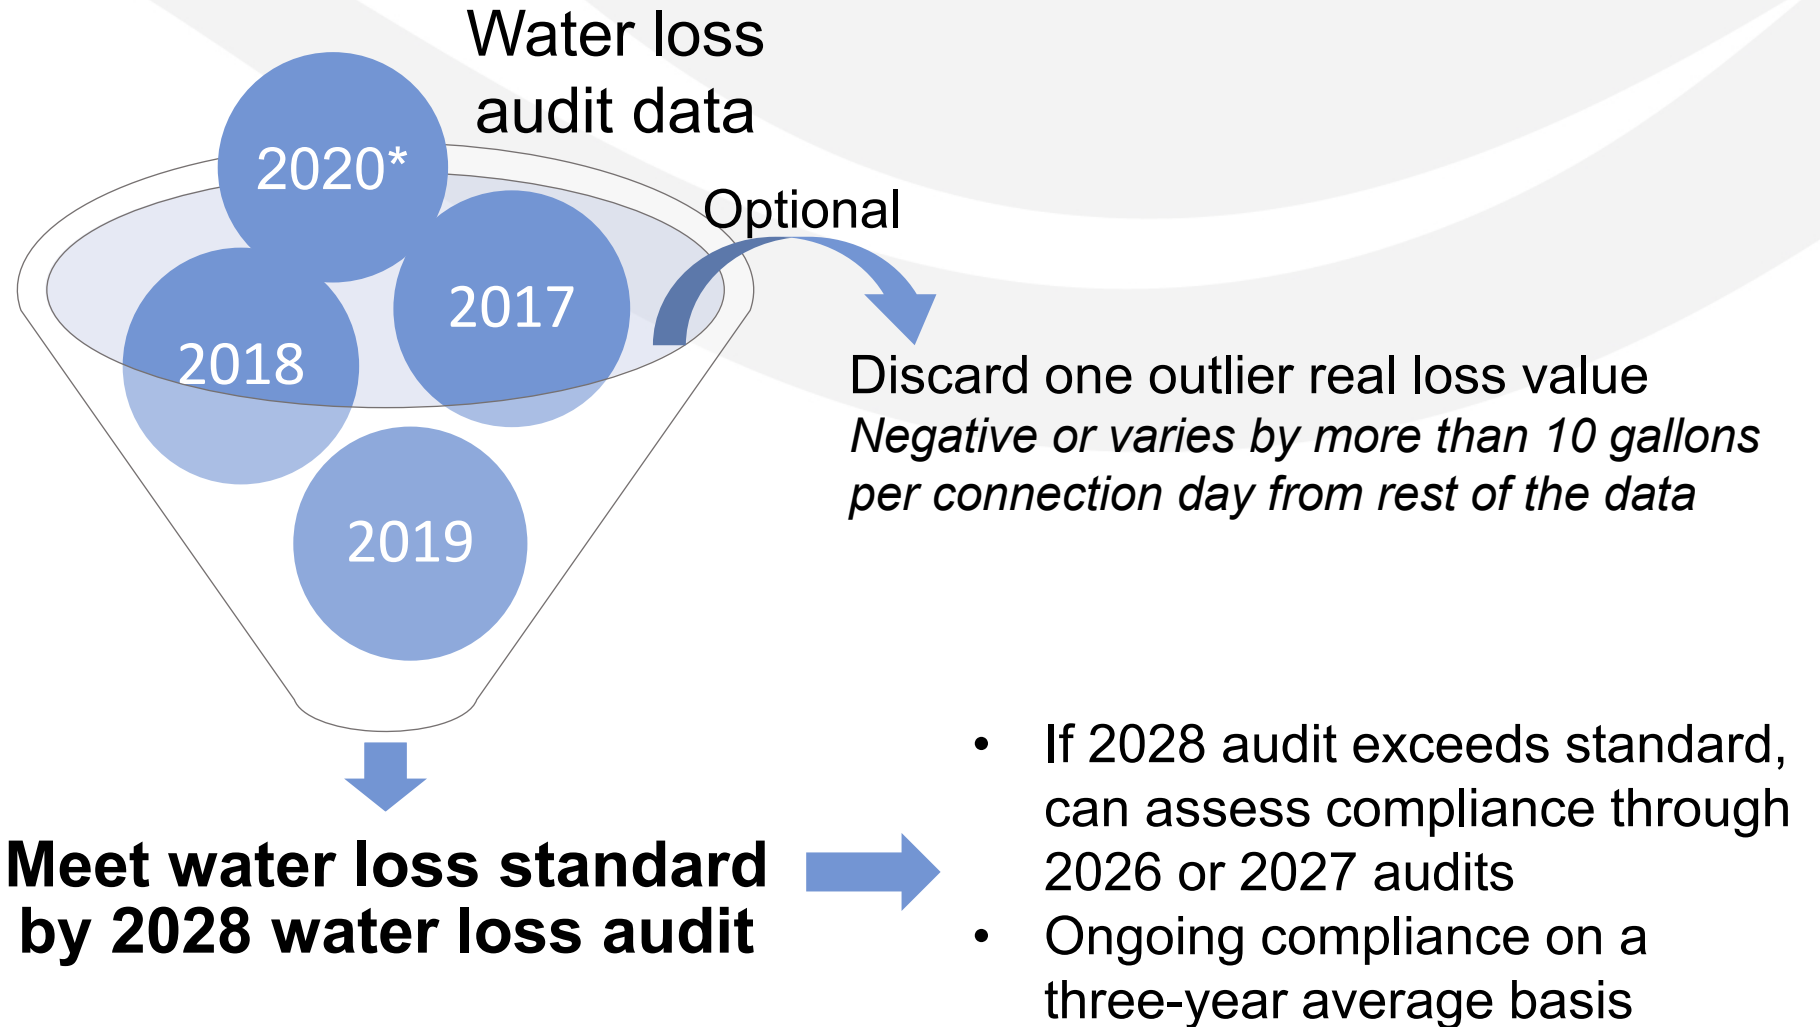 Water loss
audit data
2020*
2017
2018
2019
Optional
Discard one outlier real loss value
Negative or varies by more than 10 gallons
per connection day from rest of the data
Meet water loss standard
by 2028 water loss audit
• If 2028 audit exceeds standard,
can assess compliance through
2026 or 2027 audits
• Ongoing compliance on a
three-year average basis